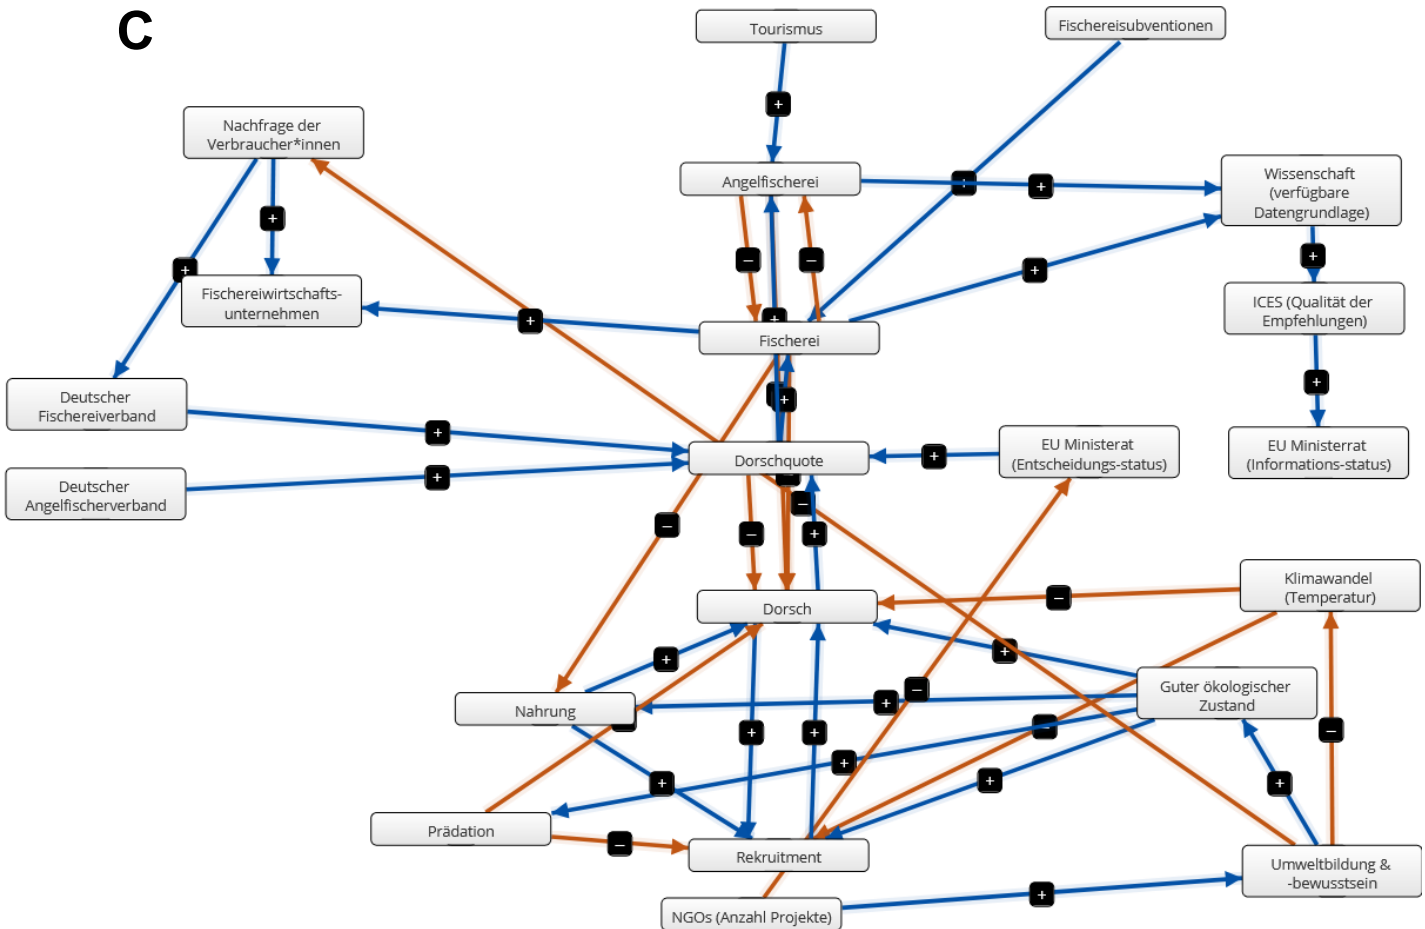 C
Tourismus
Fischereisubventionen
Nachfrage der
Verbraucher*innen
+
Angelfischerei
+
+
Wissenschaft
(verfügbare
Datengrundlage)
+
+
Fischereiwirtschafts-
unternehmen
–
–
+
+
ICES (Qualität der
Empfehlungen)
+
+
Fischerei
Deutscher
Fischereiverband
+
+
+
Dorschquote
+
EU Ministerat
(Entscheidungs-status)
EU Ministerrat
(Informations-status)
Deutscher
Angelfischerverband
+
–
–
–
+
Dorsch
–
Klimawandel
(Temperatur)
+
+
Nahrung
+
–
Guter ökologischer
Zustand
+
+
–
–
+
+
+
+
Prädation
–
Rekruitment
Umweltbildung &
-bewusstsein
NGOs (Anzahl Projekte)
+